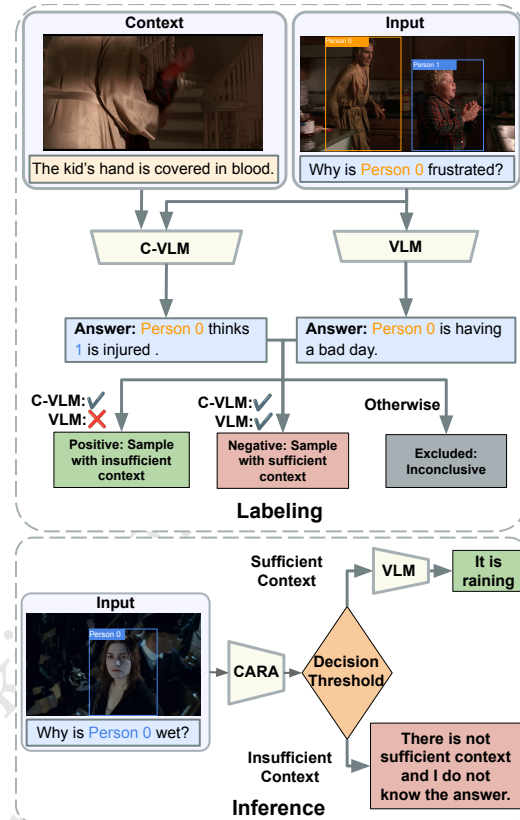 Context
Input
Person 0
Person 1
The kid's hand is covered in blood.
Why is Person 0 frustrated?
C-VLM
VLM
Answer: Person 0 thinks
1 is injured .
Answer: Person 0 is having
a bad day.
C-VLM:✓
VLM:❌
C-VLM:✓
VLM:✓
Otherwise
Positive: Sample
with insufficient
context
Negative: Sample
with sufficient
context
Excluded:
Inconclusive
Labeling
Sufficient
Context
VLM
It is
raining
Input
Person 0
Why is Person 0 wet?
CARA
Decision
Threshold
Insufficient
Context
There is not
sufficient context
and I do not
know the answer.
Inference